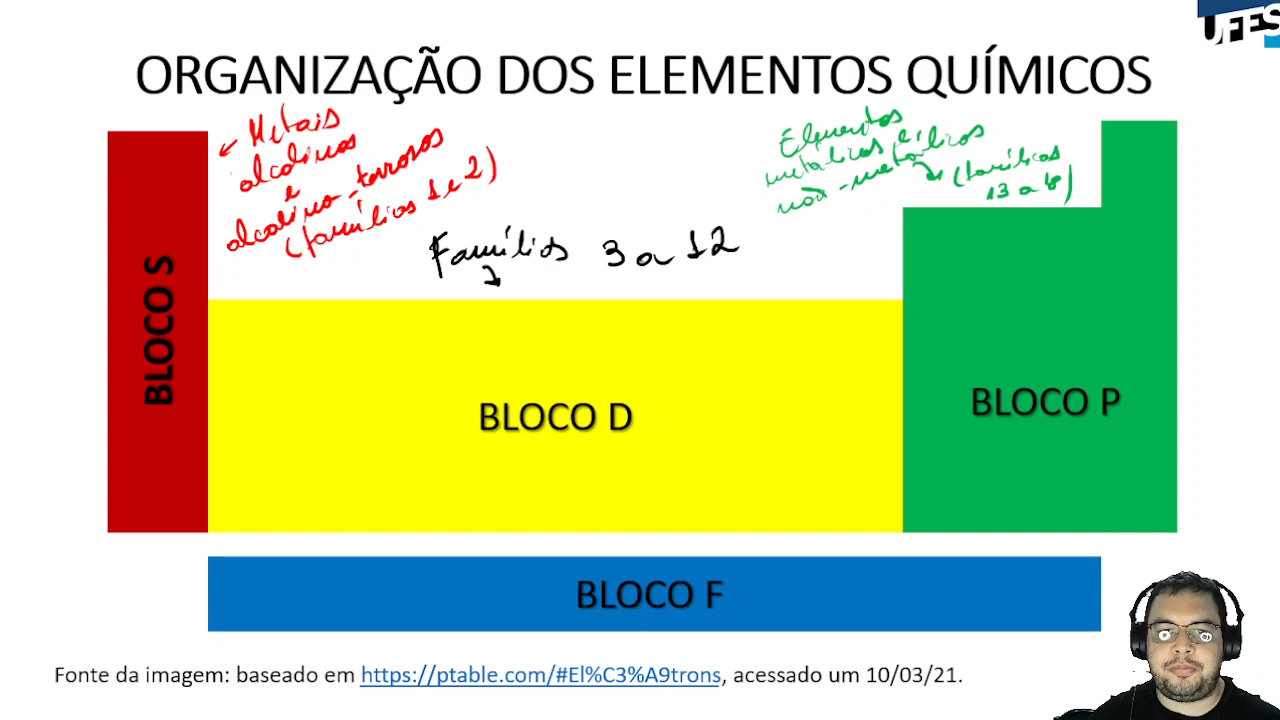 UFES
ORGANIZAÇÃO DOS ELEMENTOS QUÍMICOS
Metais
alcalinos
e
alcalino-terrosos
(famílias 1 e 2)
Elementos
metálicos e
não-metálicos
(famílias
13 a 18)
Famílias 3 a 12
BLOCO S
BLOCO D
BLOCO P
BLOCO F
Fonte da imagem: baseado em https://ptable.com/#El%C3%A9trons, acessado um 10/03/21.